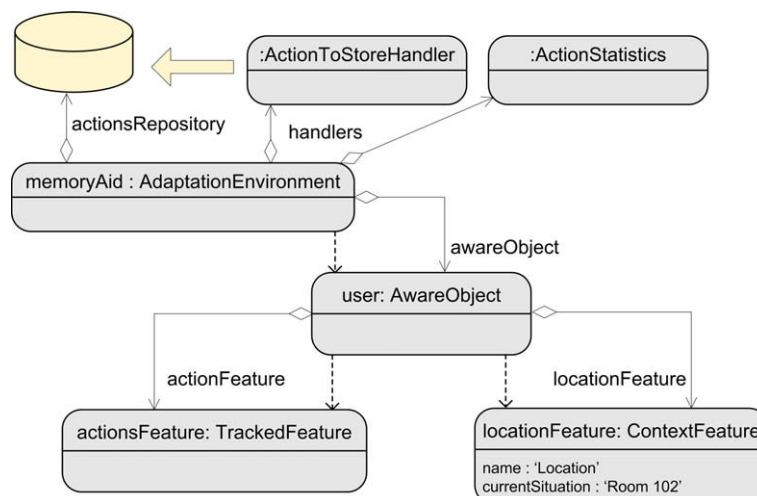 :ActionToStoreHandler
:ActionStatistics
actionsRepository
handlers
memoryAid : AdaptationEnvironment
awareObject
user: AwareObject
actionFeature
locationFeature
actionsFeature: TrackedFeature
locationFeature: ContextFeature
name : ‘Location’
currentSituation : ‘Room 102’